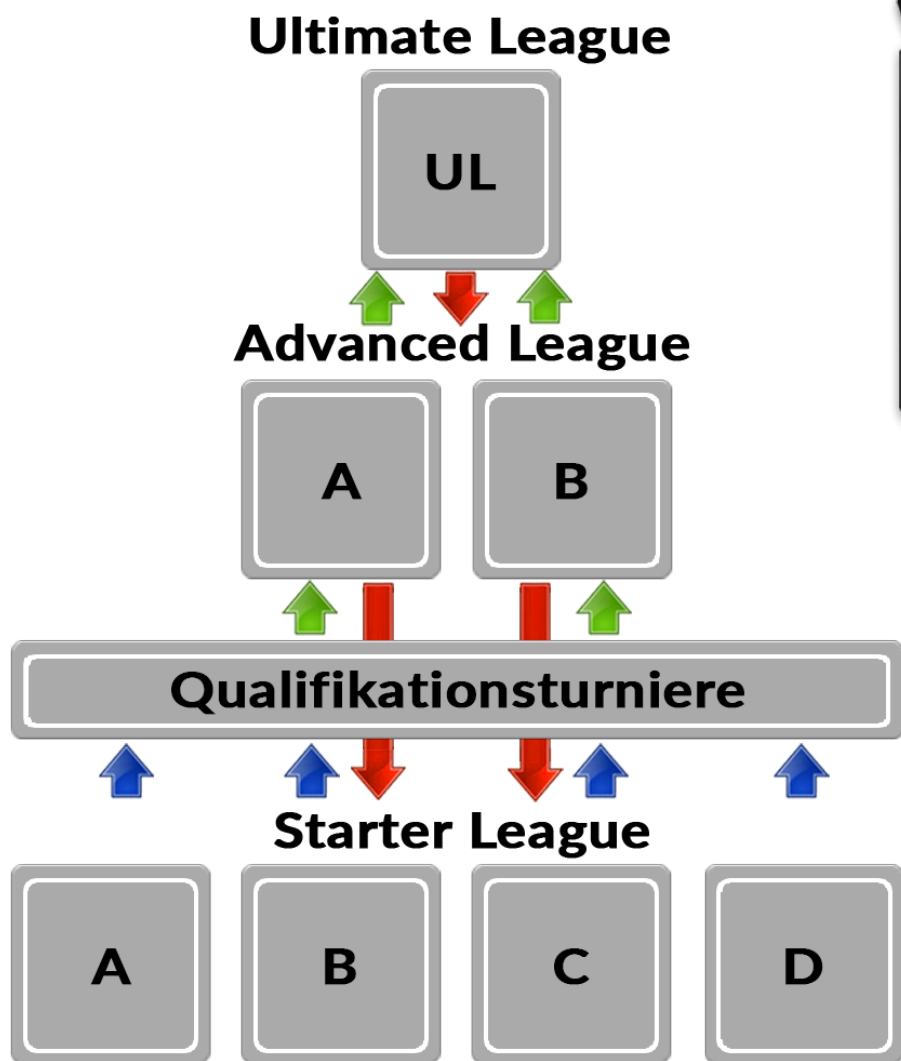 Ultimate League
UL
Advanced League
A B
Qualifikationsturniere
Starter League
A B C D